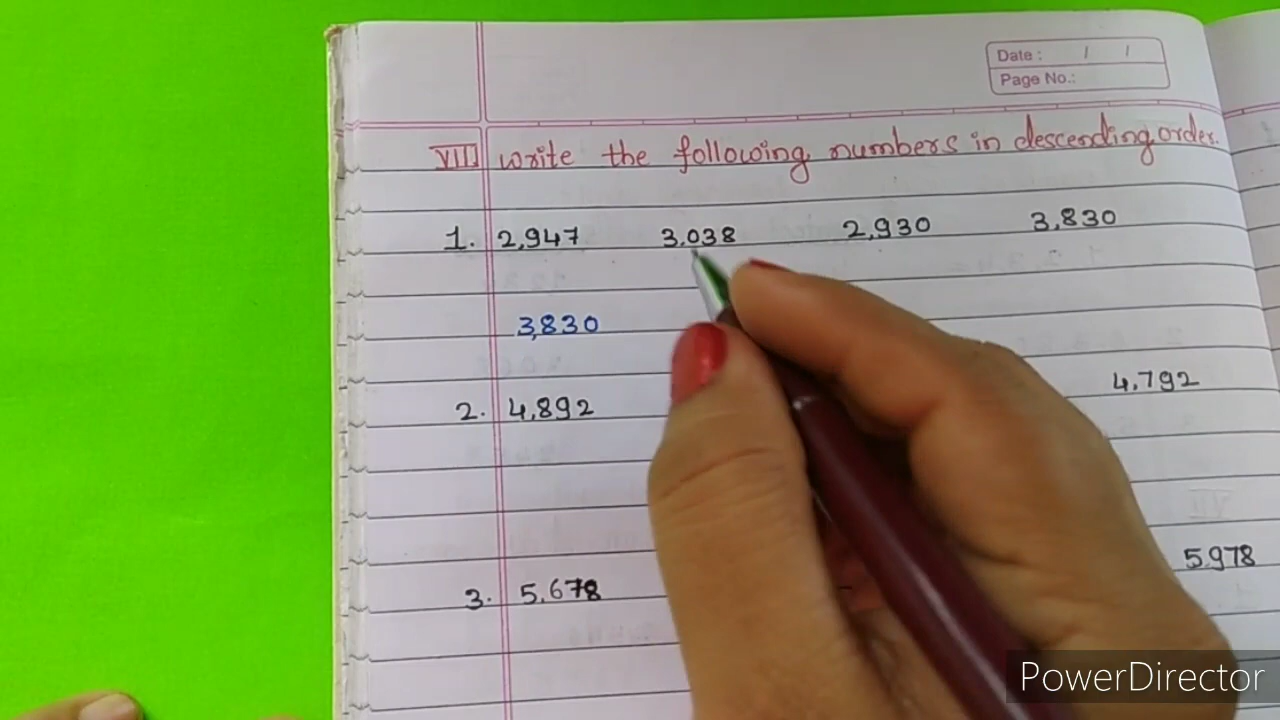 Date : / /
Page No.:
VIII write the following numbers in descending order.
1. 2,947 3,038 2,930 3,830
3,830
2. 4,892 4,792
3. 5,678 5,978
PowerDirector